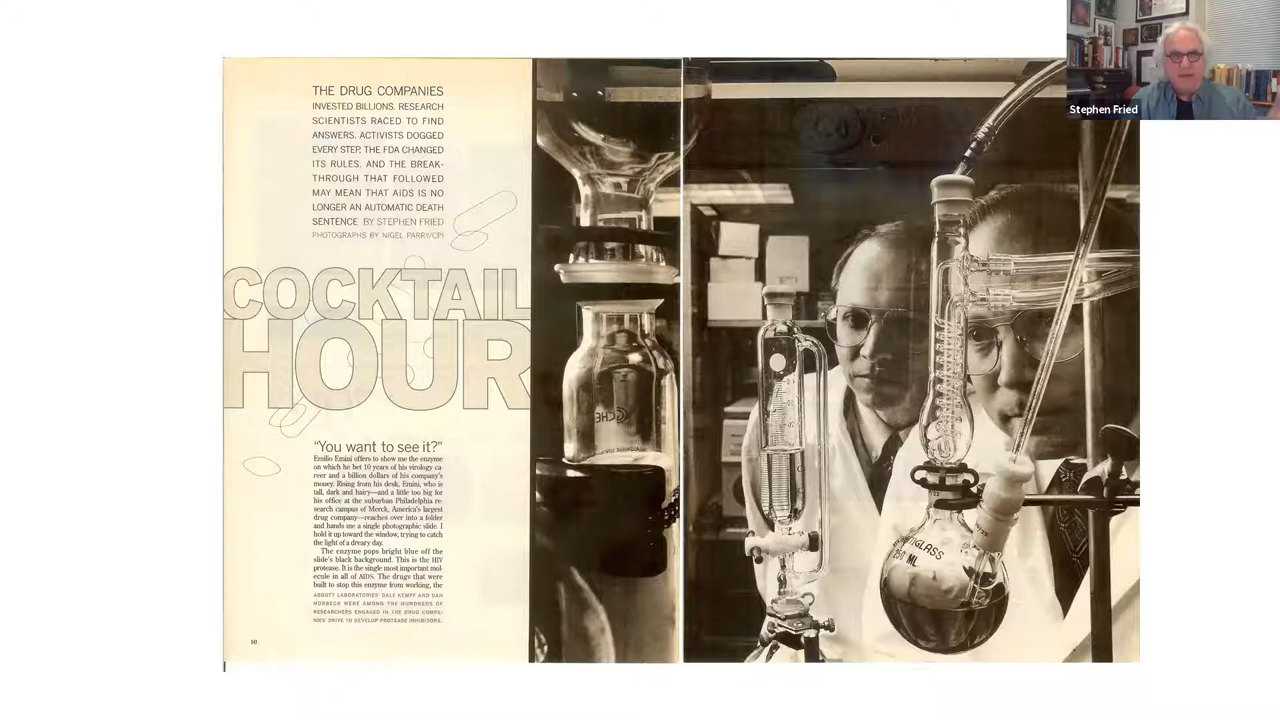 THE DRUG COMPANIES
INVESTED BILLIONS. RESEARCH
SCIENTISTS RACED TO FIND
ANSWERS. ACTIVISTS DOGGED
EVERY STEP. THE FDA CHANGED
ITS RULES. AND THE BREAK-
THROUGH THAT FOLLOWED
MAY MEAN THAT AIDS IS NO
LONGER AN AUTOMATIC DEATH
SENTENCE BY STEPHEN FRIED
PHOTOGRAPHS BY NIGEL PARRY/CPI
COCKTAIL
HOUR
"You want to see it?"
Emilio Emini offers to show me the enzyme
on which he bet 10 years of his virology ca-
reer and a billion dollars of his company's
money. Rising from his desk, Emini, who is
tall, dark and hairy—and a little too big for
his office at the suburban Philadelphia re-
search campus of Merck, America's largest
drug company—reaches over into a folder
and hands me a single photographic slide. I
hold it up toward the window, trying to catch
the light of a dreary day.
The enzyme pops bright blue off the
slide's black background. This is the HIV
protease. It is the single most important mol-
ecule in all of AIDS. The drugs that were
built to stop this enzyme from working, the
ABBOTT LABORATORIES' DALE KEMPF AND DAN
NORBECK WERE AMONG THE HUNDREDS OF
RESEARCHERS ENGAGED IN THE DRUG COMPA-
NIES' DRIVE TO DEVELOP PROTEASE INHIBITORS.
10
250 ML
Stephen Fried